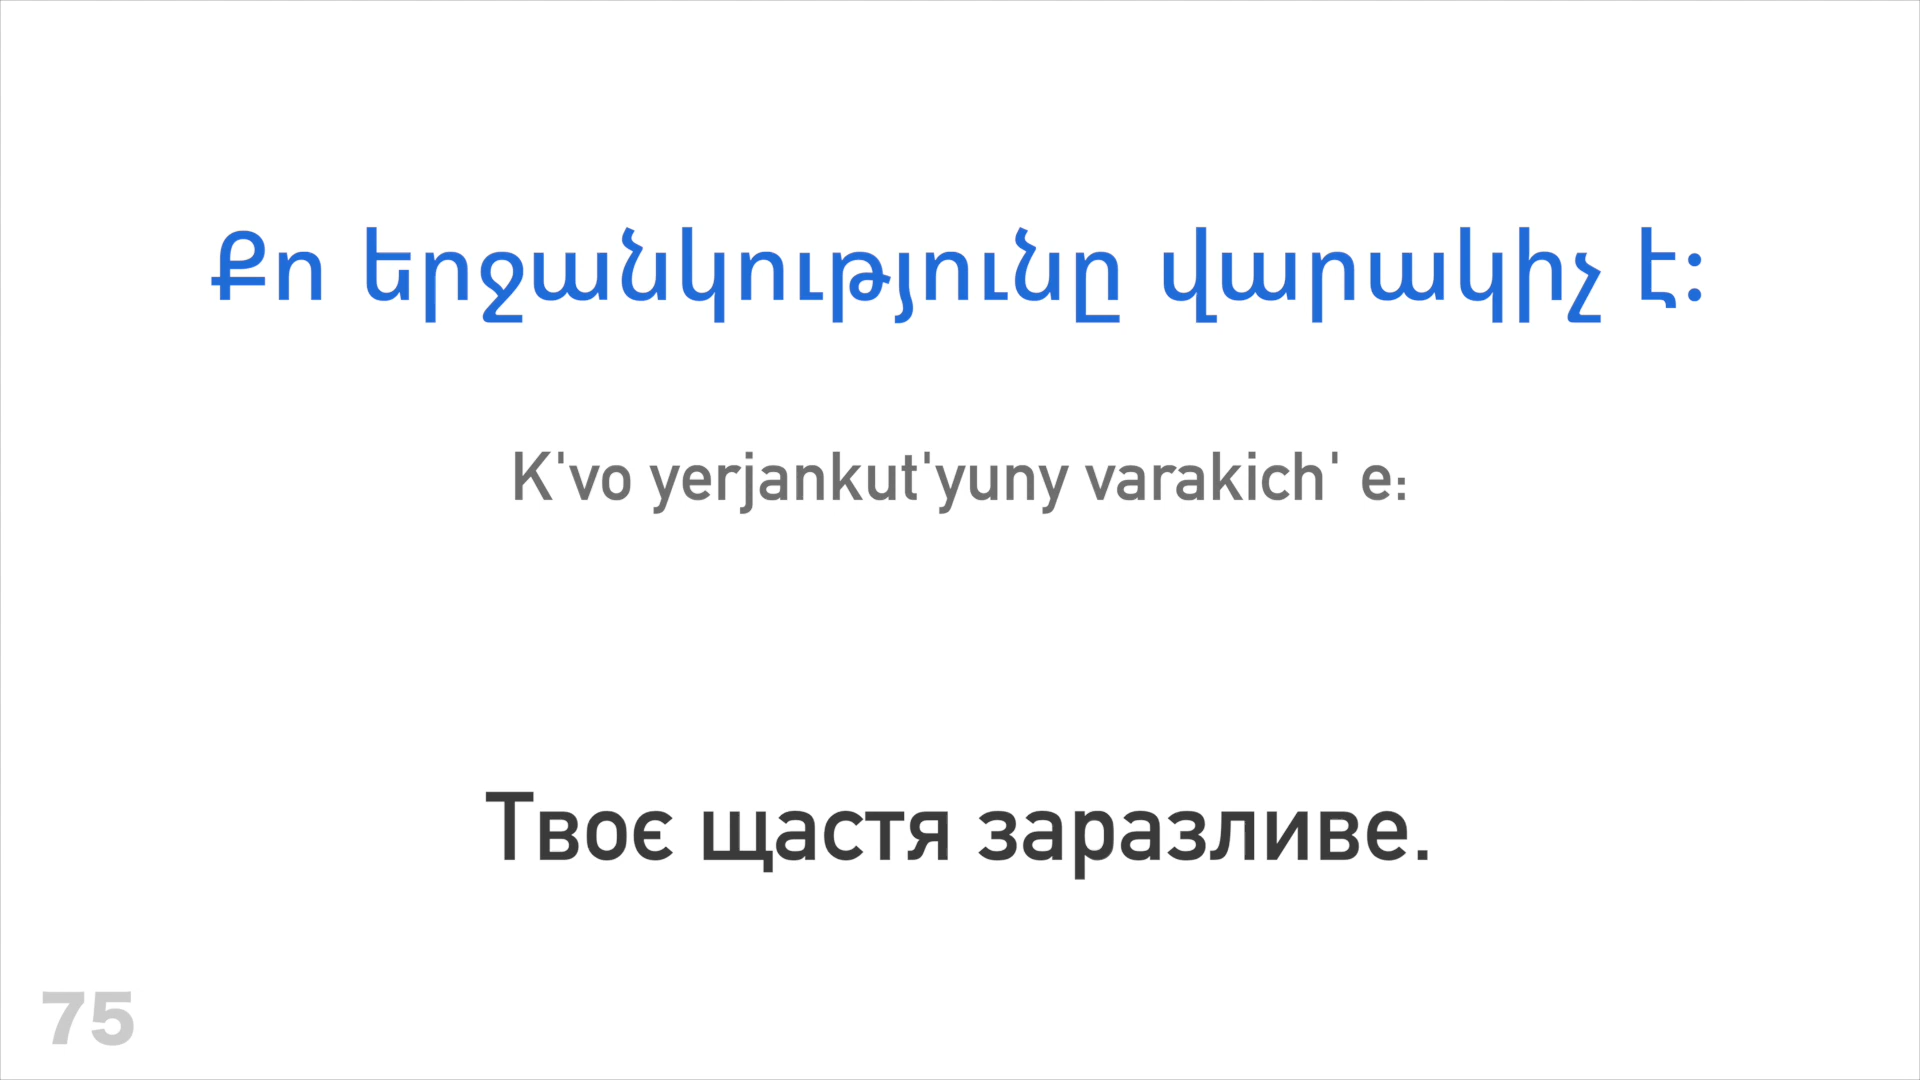 Քո երջանկությունը վարակիչ է:
K'vo yerjankut'yuny varakich' e:
Твоє щастя заразливе.
75